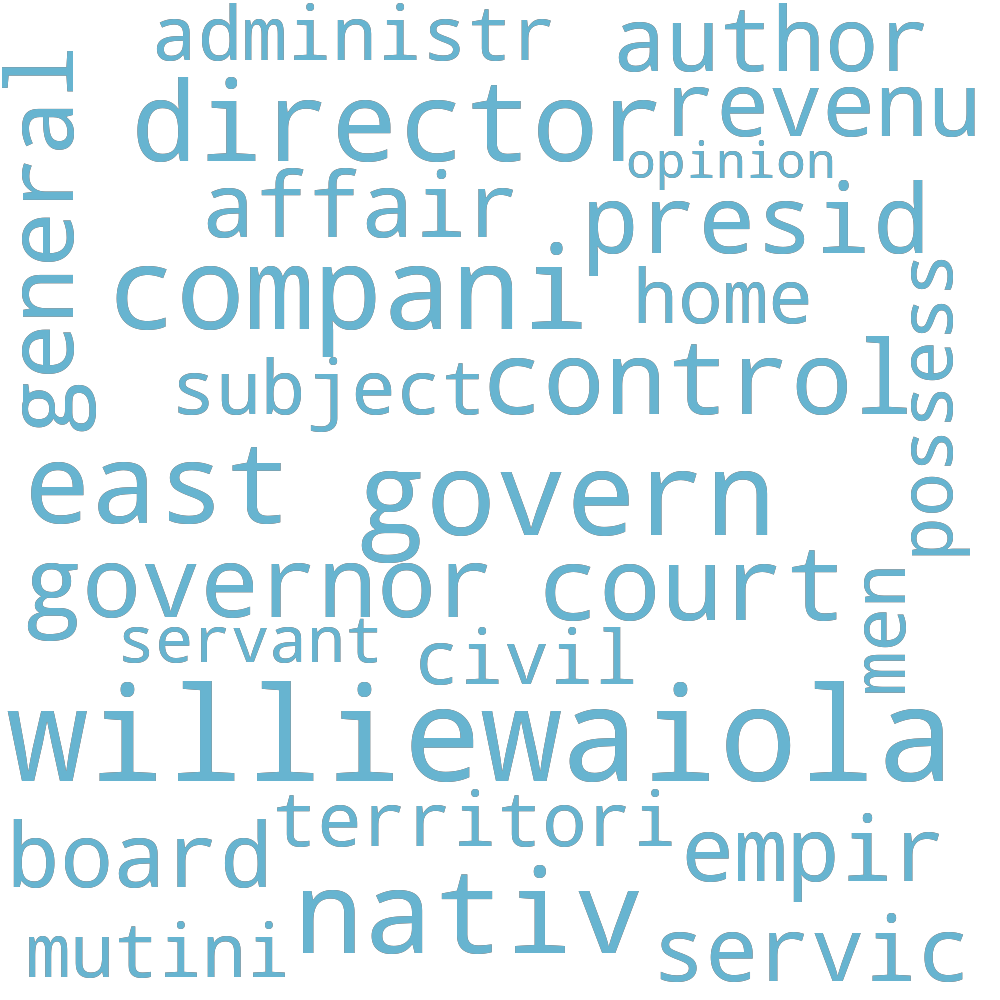 administr
author
general
director
revenu
opinion
affair
presid
compani
home
possess
subject
control
east
govern
governor
court
men
servant
civil
williewaiola
territori
board
empir
nativ
mutini
servic